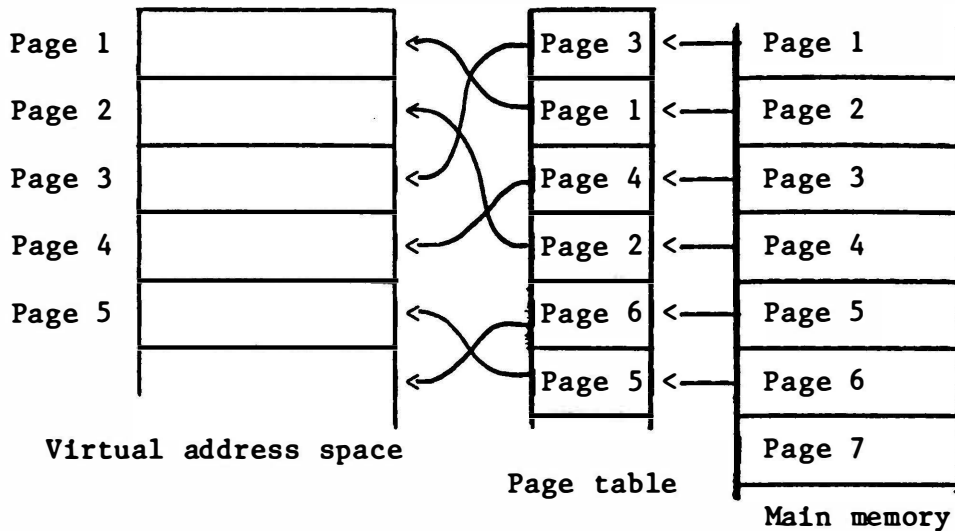 Page 1 Page 3 Page 1
Page 2 Page 1 Page 2
Page 3 Page 4 Page 3
Page 4 Page 2 Page 4
Page 5 Page 6 Page 5
Page 5 Page 6
Page 7
Virtual address space
Page table
Main memory